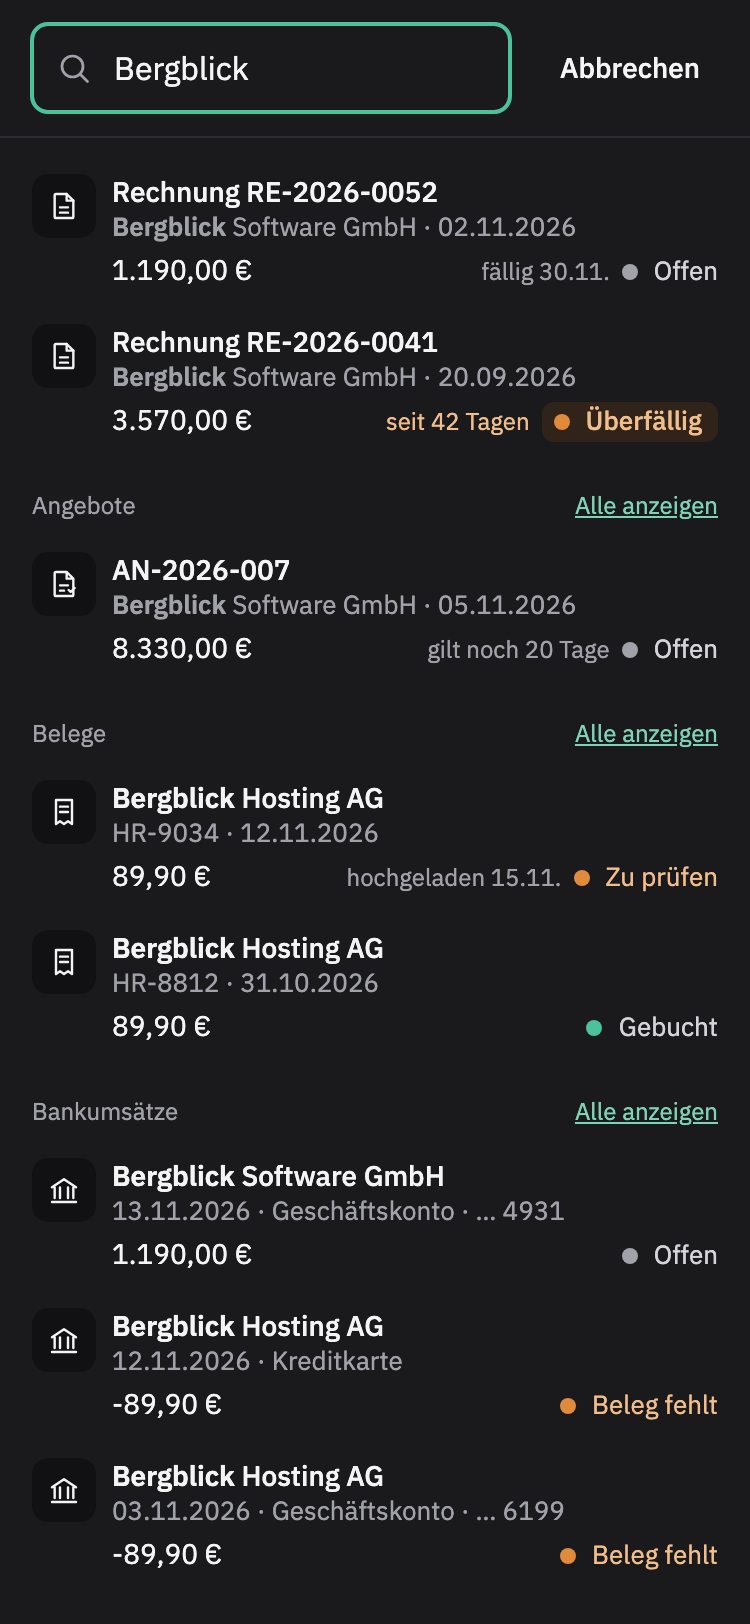 Bergblick
Abbrechen
Rechnung RE-2026-0052
Bergblick Software GmbH · 02.11.2026
1.190,00 € fällig 30.11. Offen
Rechnung RE-2026-0041
Bergblick Software GmbH · 20.09.2026
3.570,00 € seit 42 Tagen Überfällig
Angebote Alle anzeigen
AN-2026-007
Bergblick Software GmbH · 05.11.2026
8.330,00 € gilt noch 20 Tage Offen
Belege Alle anzeigen
Bergblick Hosting AG
HR-9034 · 12.11.2026
89,90 € hochgeladen 15.11. Zu prüfen
Bergblick Hosting AG
HR-8812 · 31.10.2026
89,90 € Gebucht
Bankumsätze Alle anzeigen
Bergblick Software GmbH
13.11.2026 · Geschäftskonto · ... 4931
1.190,00 € Offen
Bergblick Hosting AG
12.11.2026 · Kreditkarte
-89,90 € Beleg fehlt
Bergblick Hosting AG
03.11.2026 · Geschäftskonto · ... 6199
-89,90 € Beleg fehlt